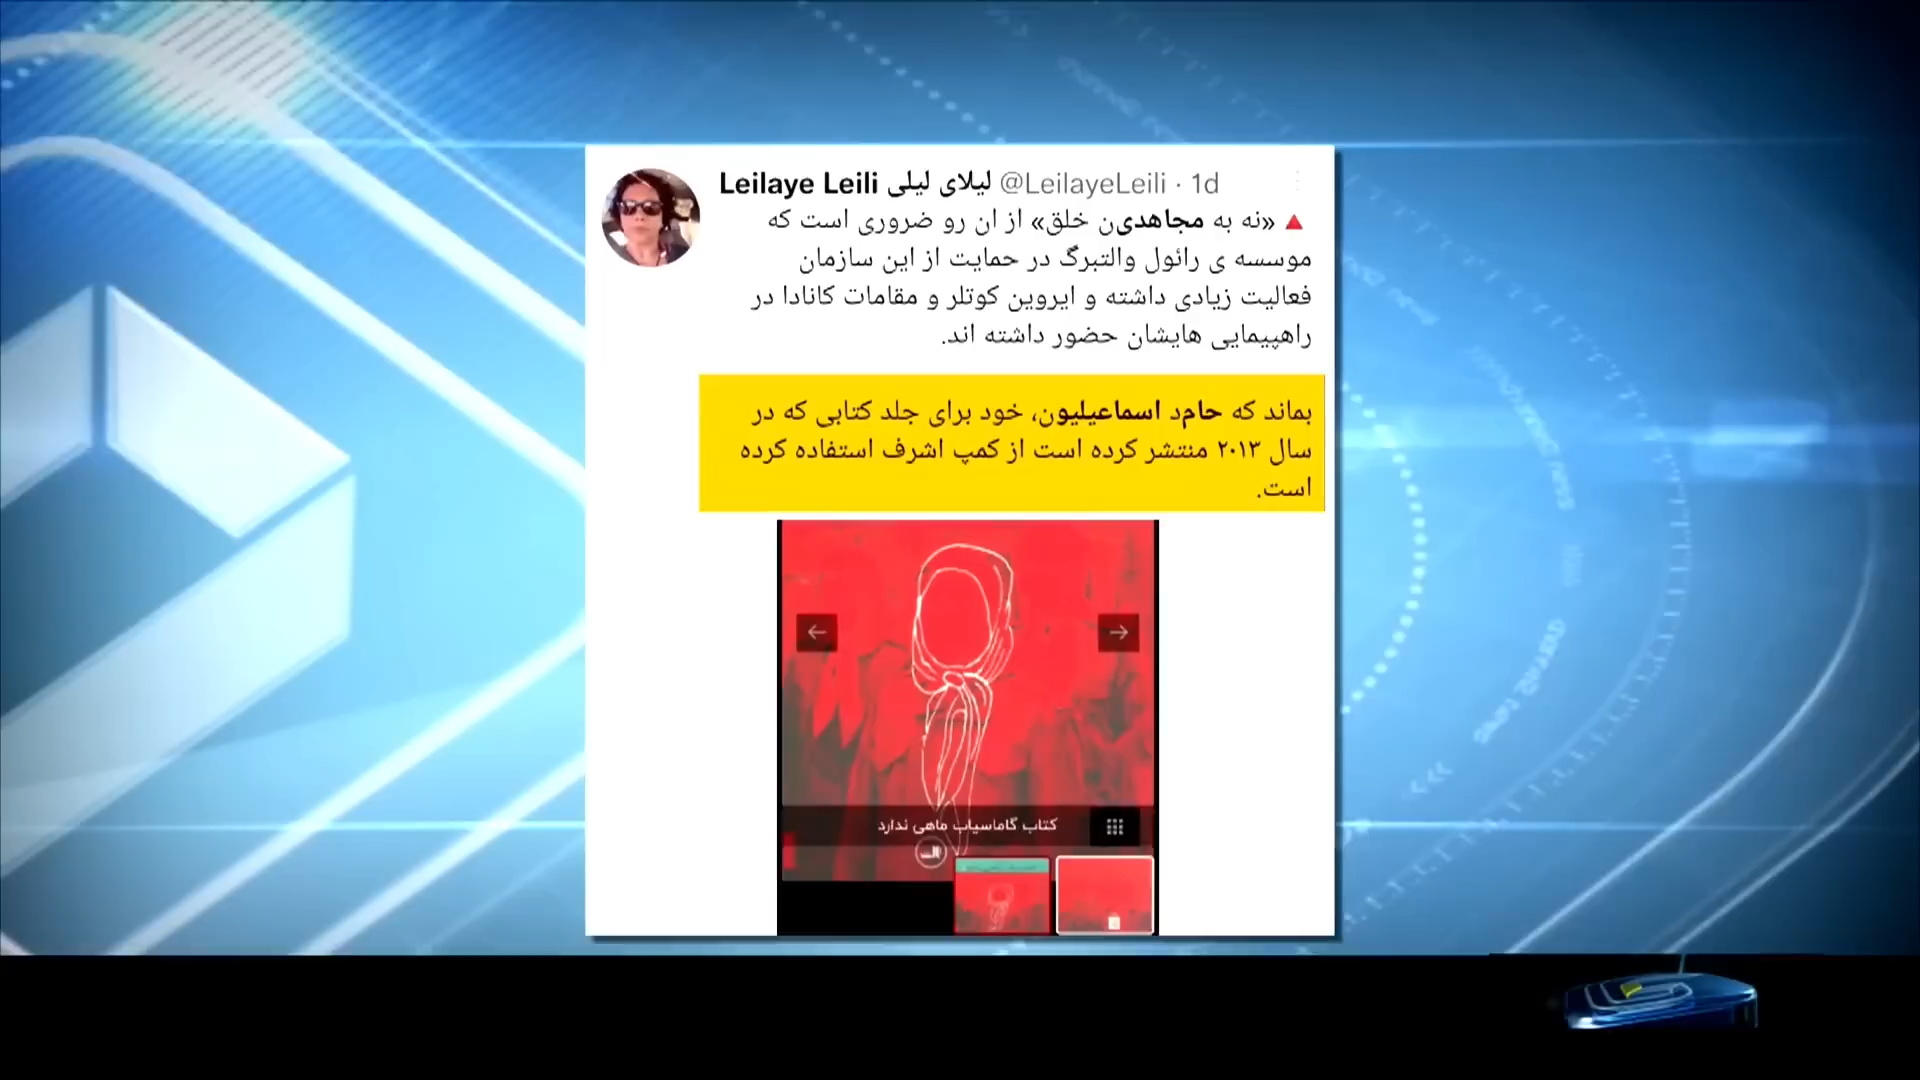 Leilaye Leili لیلای لیلی @LeilayeLeili · 1d
🔺 «نه به مجاهدین خلق» از ان رو ضروری است که
موسسه ی رائول والتبرگ در حمایت از این سازمان
فعالیت زیادی داشته و ایروین کوتلر و مقامات کانادا در
راهپیمایی هایشان حضور داشته اند.
بماند که حامد اسماعیلیون، خود برای جلد کتابی که در
سال ۲۰۱۳ منتشر کرده است از کمپ اشرف استفاده کرده
است.
کتاب گاماسیاب ماهی ندارد